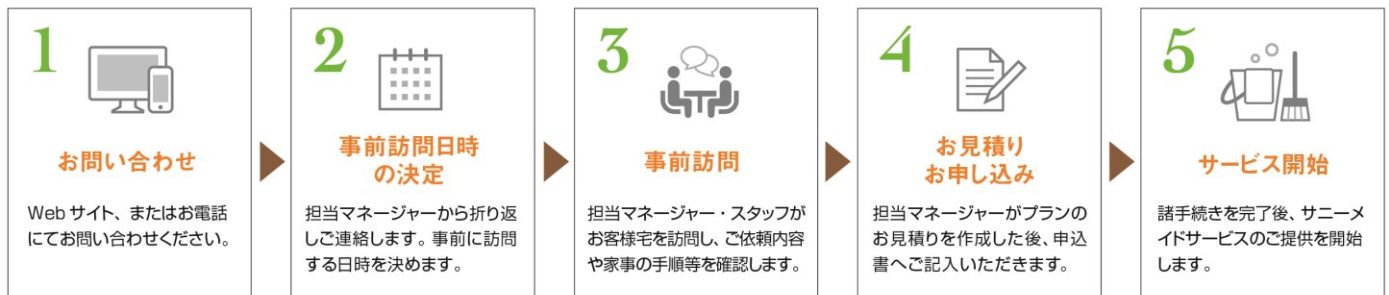 1
お問い合わせ
Web サイト、またはお電話
にてお問い合わせください。
2
事前訪問日時
の決定
担当マネージャーから折り返
しご連絡します。事前に訪問
する日時を決めます。
3
事前訪問
担当マネージャー・スタッフが
お客様宅を訪問し、ご依頼内容
や家事の手順等を確認します。
4
お見積り
お申し込み
担当マネージャーがプランの
お見積りを作成した後、申込
書へご記入いただきます。
5
サービス開始
諸手続きを完了後、サニーメ
イドサービスのご提供を開始
します。